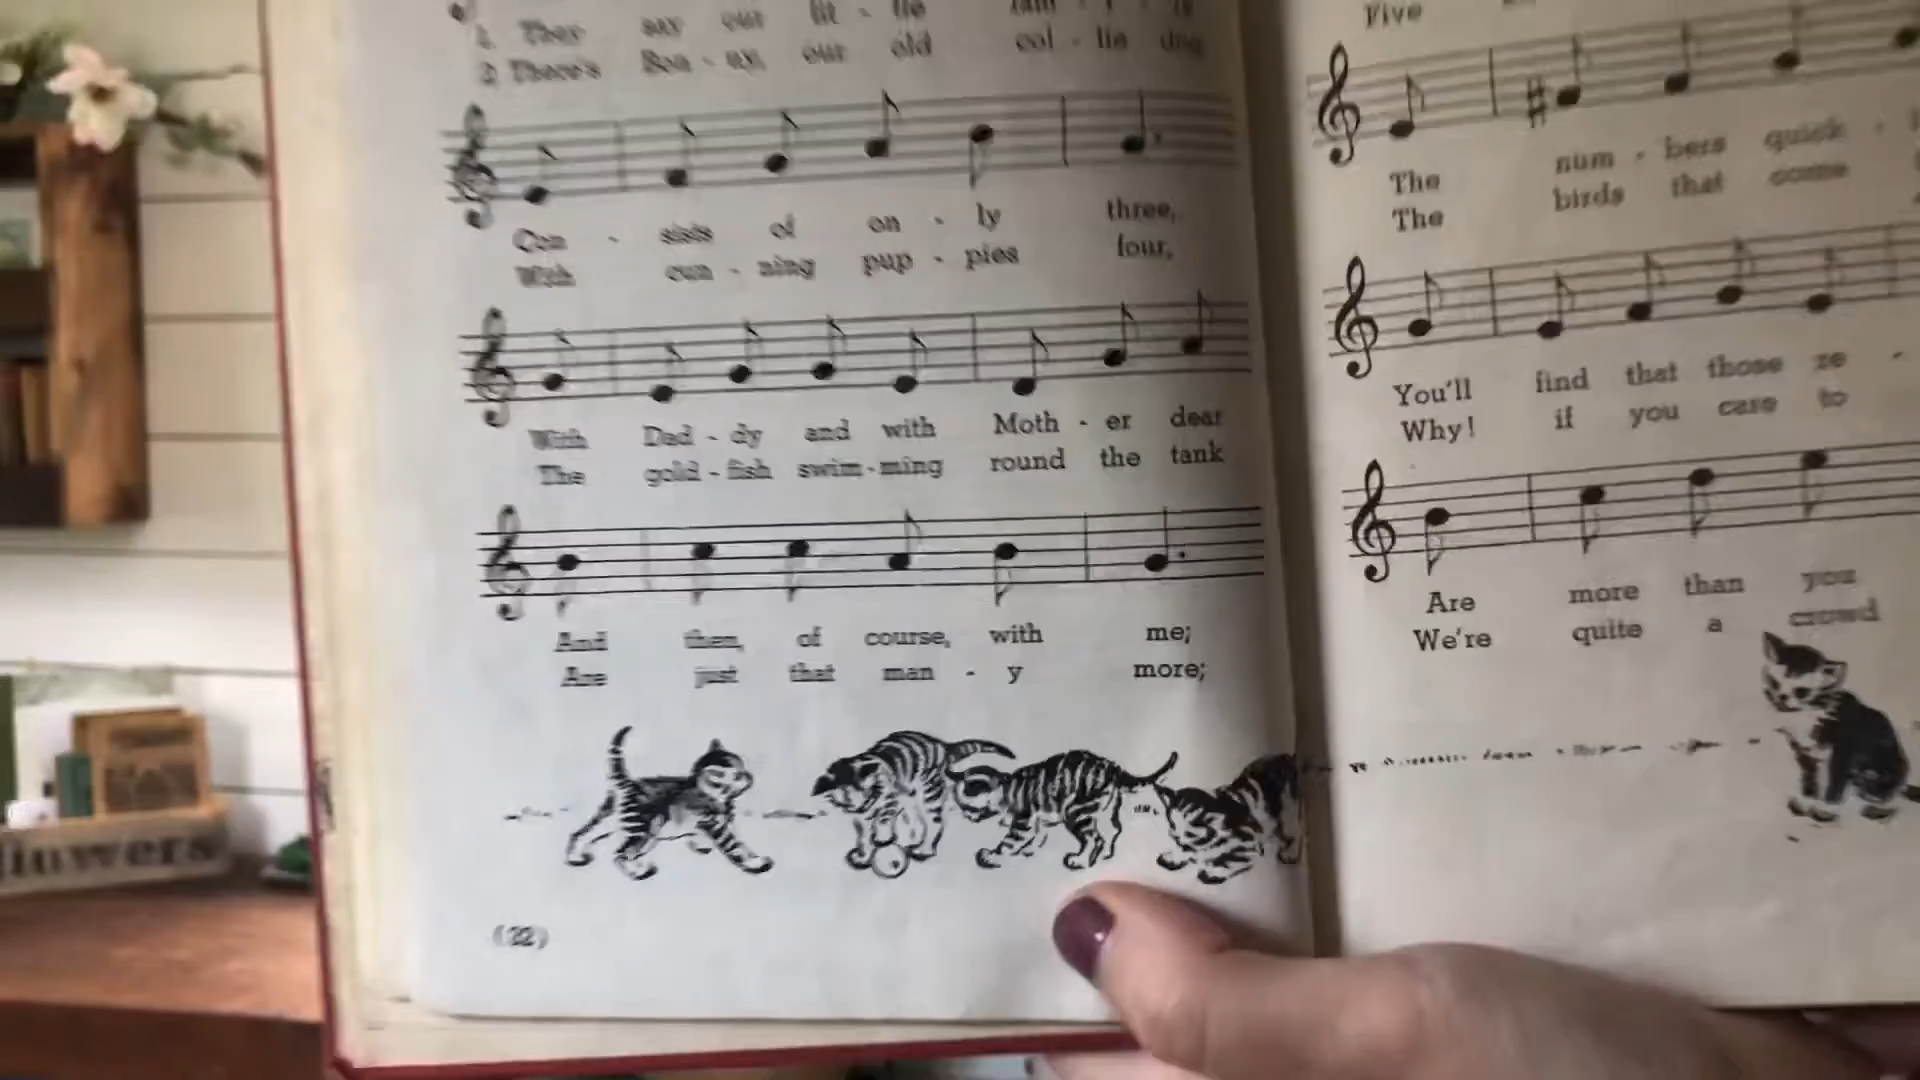 1. They say our lit - tle fam - i - ly
2. There's Bon - nie, our old col - lie dog
Con - sists of on - ly three,
With cun - ning pup - pies four,
With Dad - dy and with Moth - er dear
The gold - fish swim - ming round the tank
And then, of course, with me;
Are just that man - y more;
(22)
Five
The num - bers quick -
The birds that come
You'll find that those ze -
Why! if you care to
Are more than you
We're quite a crowd
flowers